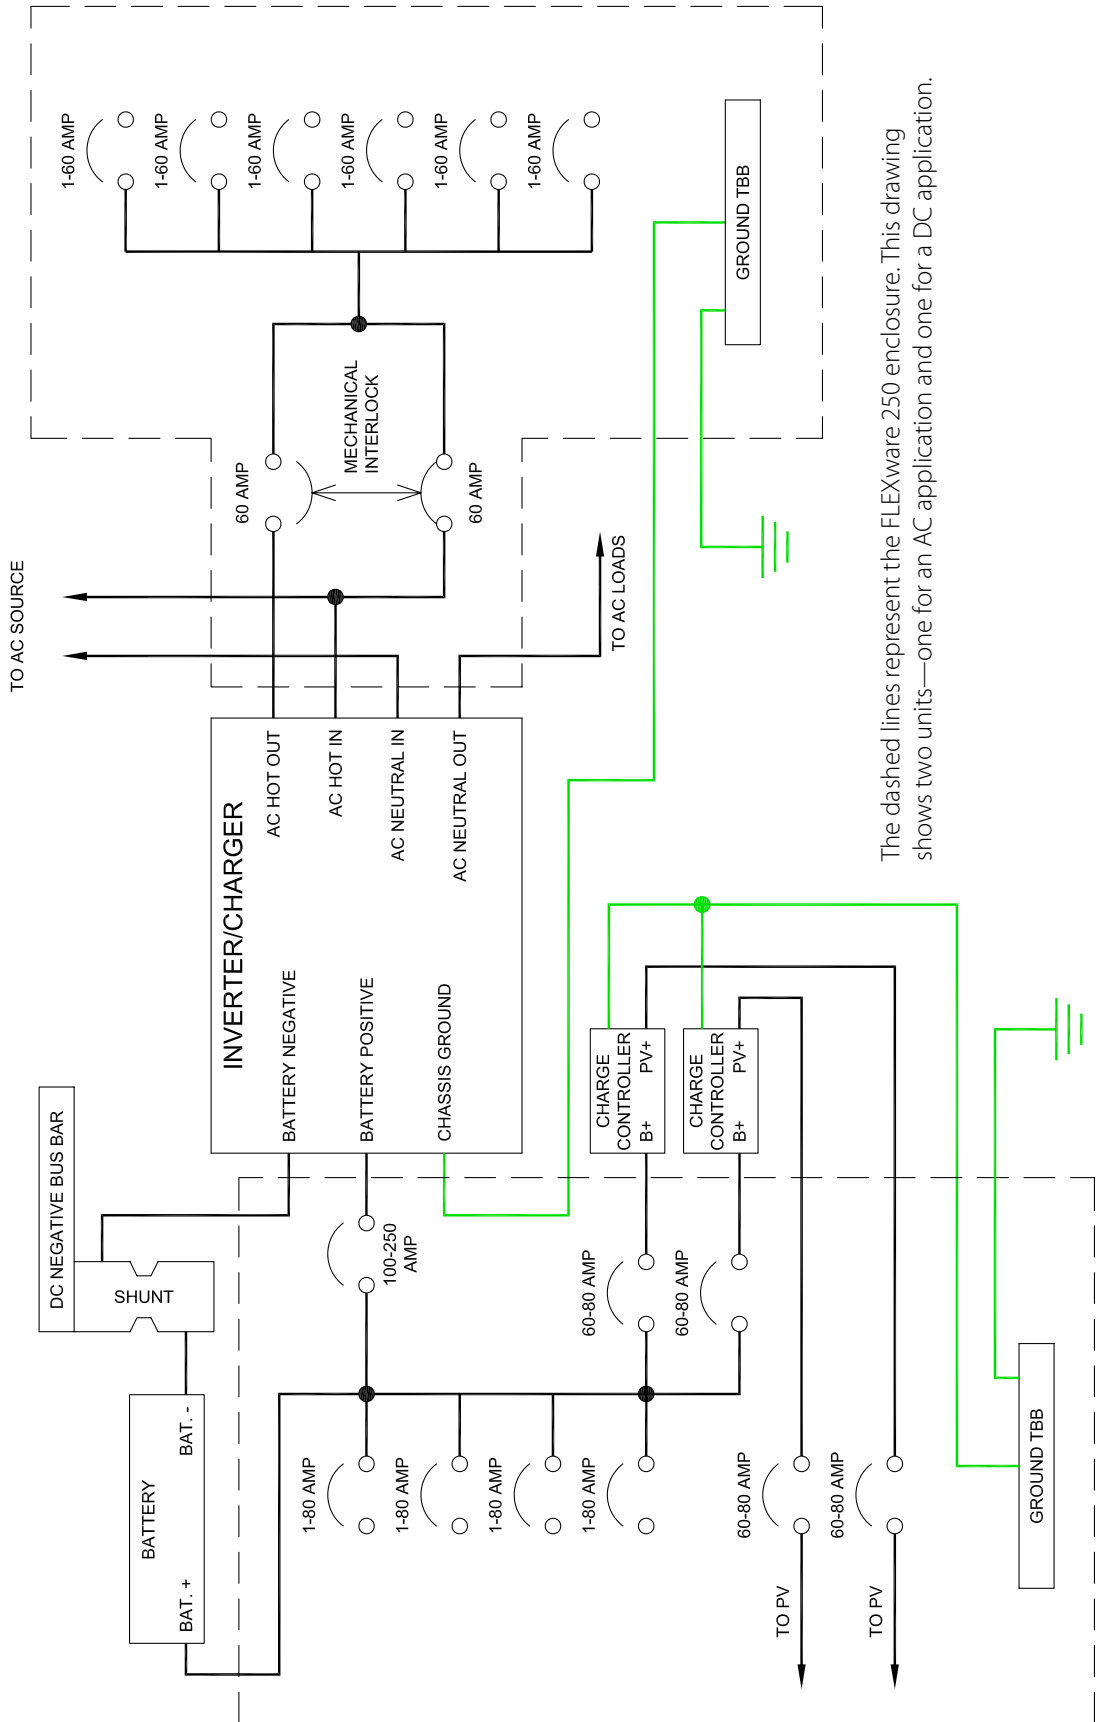 TO AC SOURCE
1-60 AMP
1-60 AMP
1-60 AMP
1-60 AMP
1-60 AMP
1-60 AMP
60 AMP
MECHANICAL
INTERLOCK
60 AMP
GROUND TBB
TO AC LOADS
INVERTER/CHARGER
AC HOT OUT
AC HOT IN
AC NEUTRAL IN
AC NEUTRAL OUT
BATTERY NEGATIVE
BATTERY POSITIVE
CHASSIS GROUND
DC NEGATIVE BUS BAR
SHUNT
BATTERY
BAT. +
BAT. -
100-250
AMP
CHARGE
CONTROLLER
B+
PV+
CHARGE
CONTROLLER
B+
PV+
60-80 AMP
60-80 AMP
1-80 AMP
1-80 AMP
1-80 AMP
1-80 AMP
60-80 AMP
60-80 AMP
TO PV
TO PV
GROUND TBB
The dashed lines represent the FLEXware 250 enclosure. This drawing
shows two units—one for an AC application and one for a DC application.